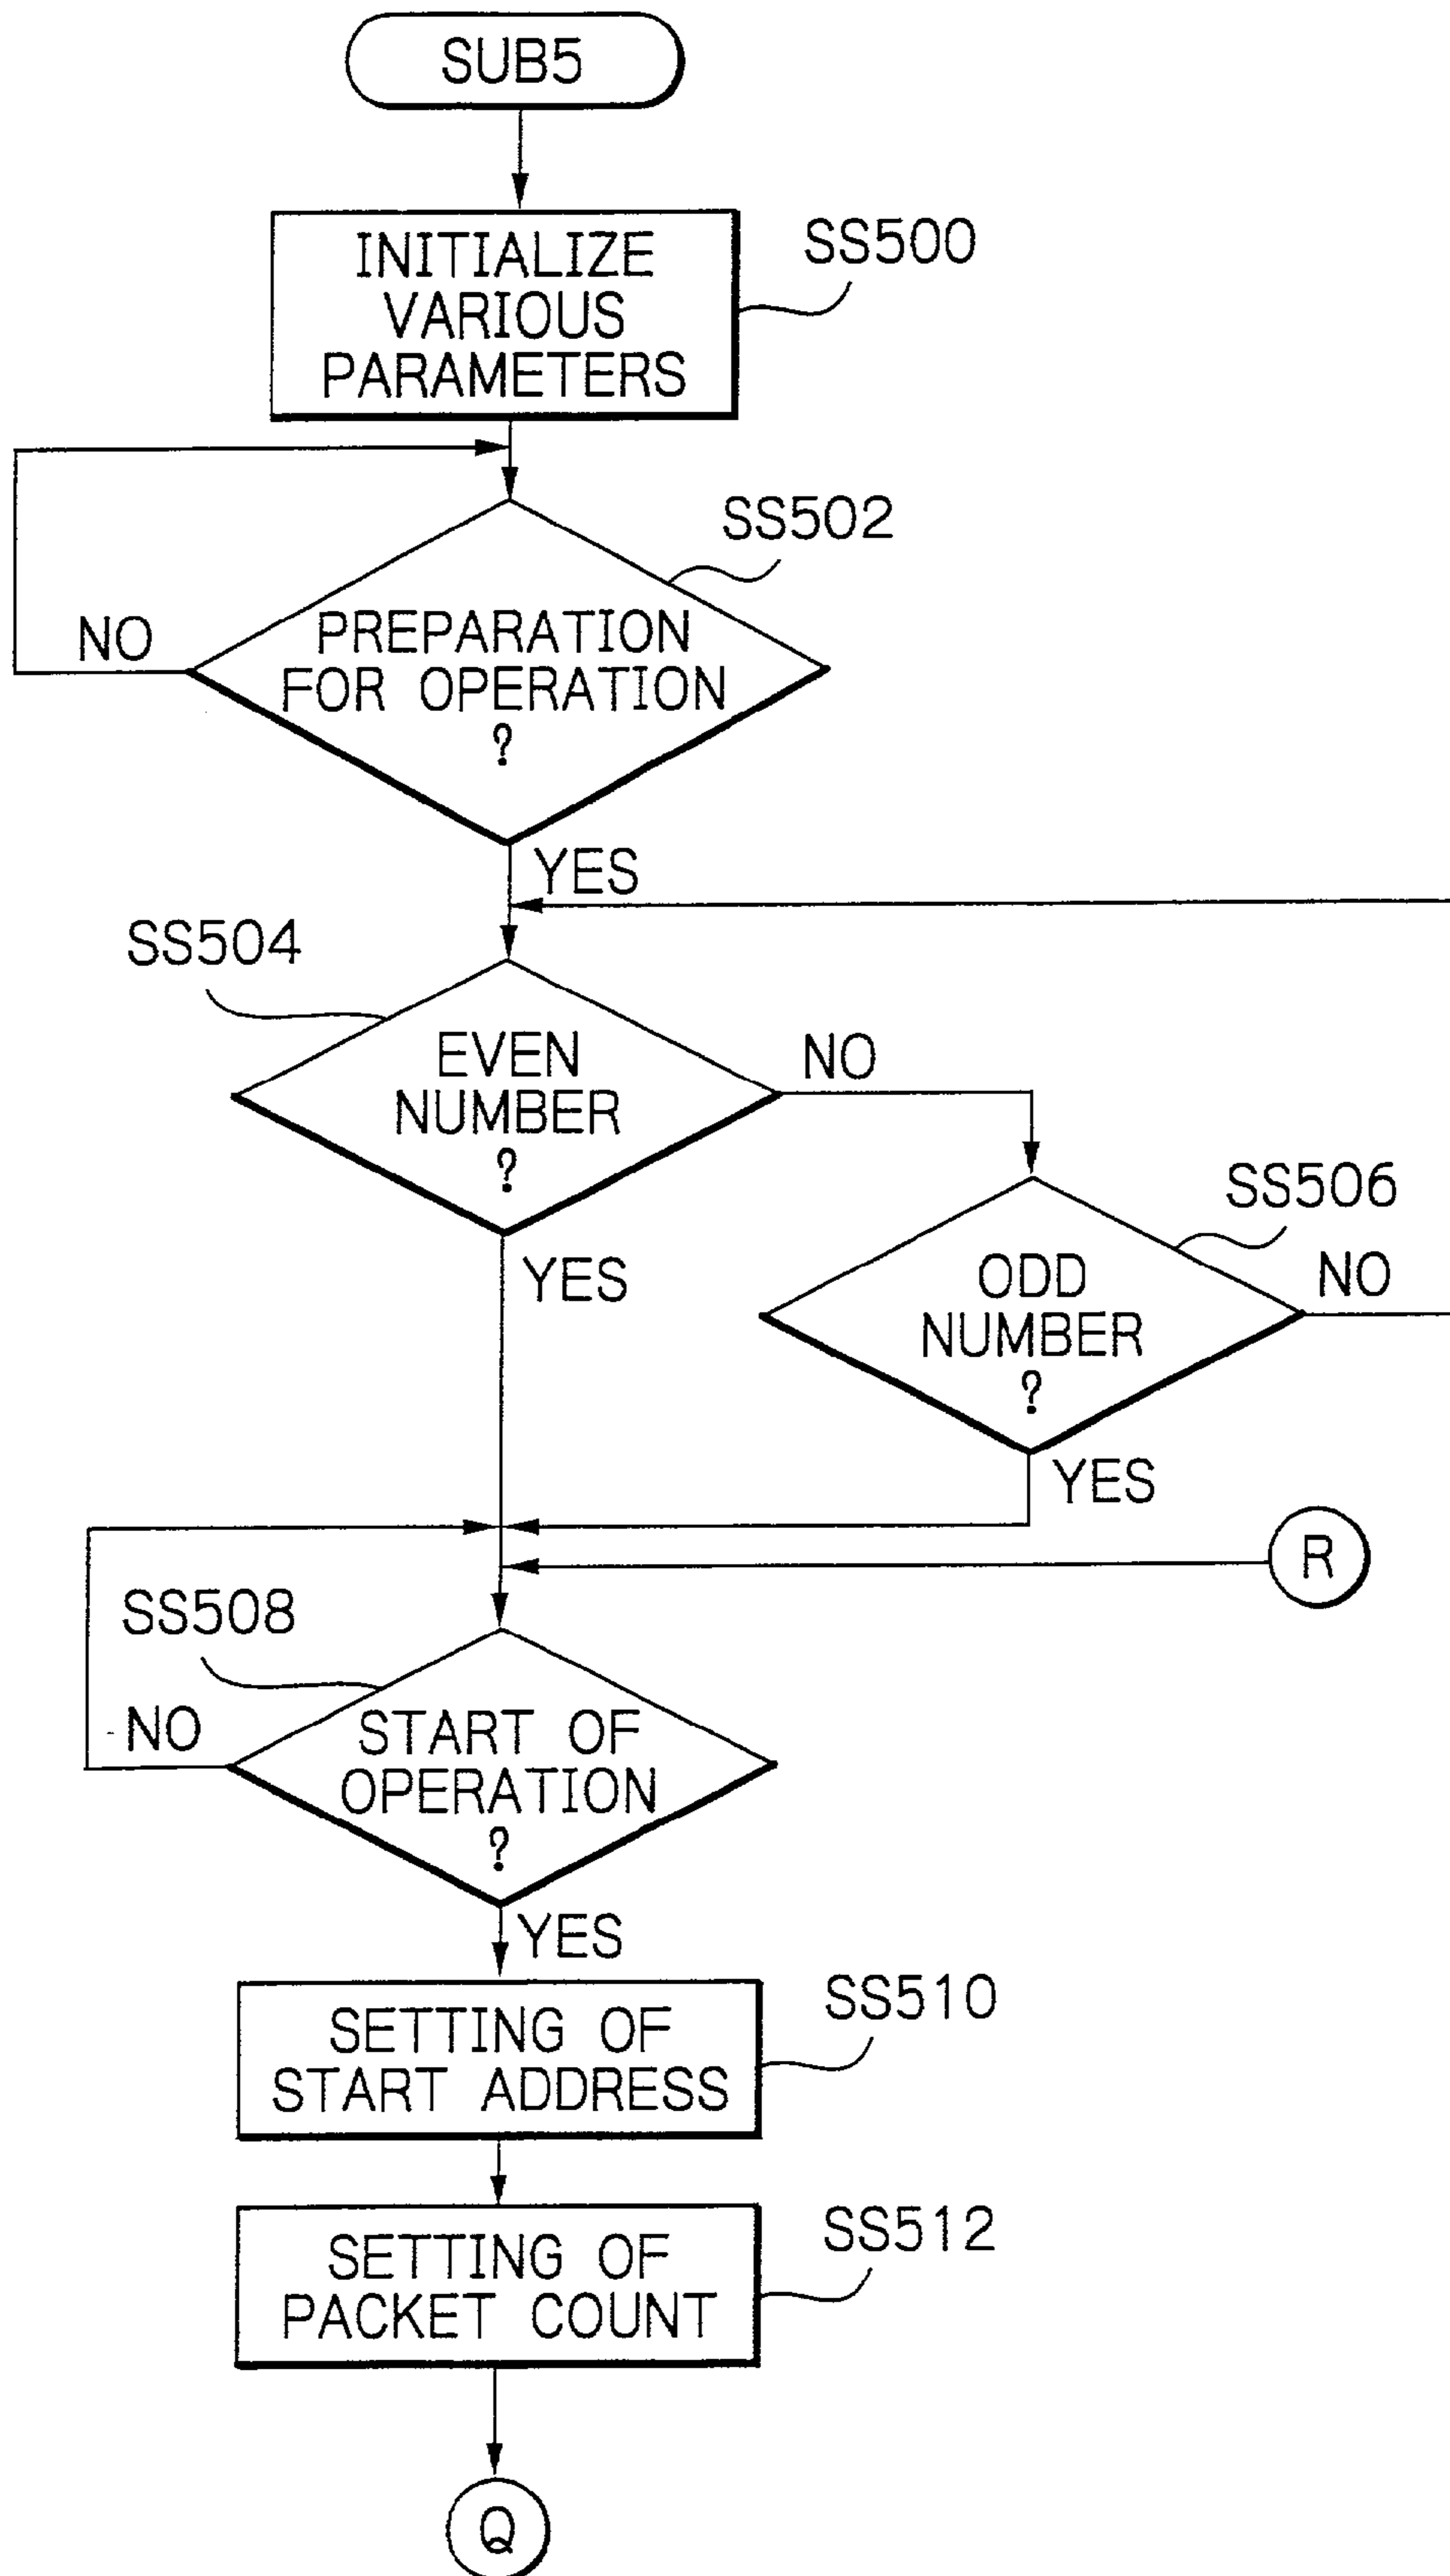 SUB5
INITIALIZE
VARIOUS
PARAMETERS
SS500
SS502
PREPARATION
FOR OPERATION
?
NO
YES
SS504
EVEN
NUMBER
?
NO
YES
SS506
ODD
NUMBER
?
NO
YES
R
SS508
START OF
OPERATION
?
NO
YES
SETTING OF
START ADDRESS
SS510
SETTING OF
PACKET COUNT
SS512
Q